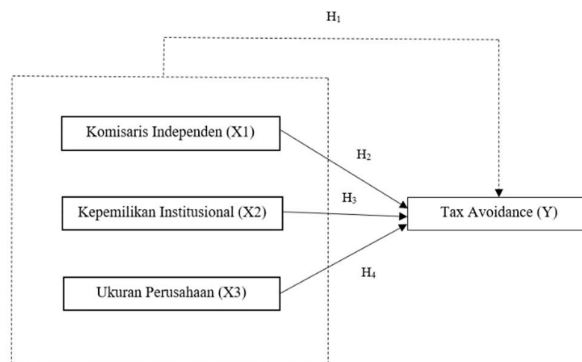 H1
Komisaris Independen (X1)
H2
Kepemilikan Institusional (X2)
H3
Tax Avoidance (Y)
Ukuran Perusahaan (X3)
H4